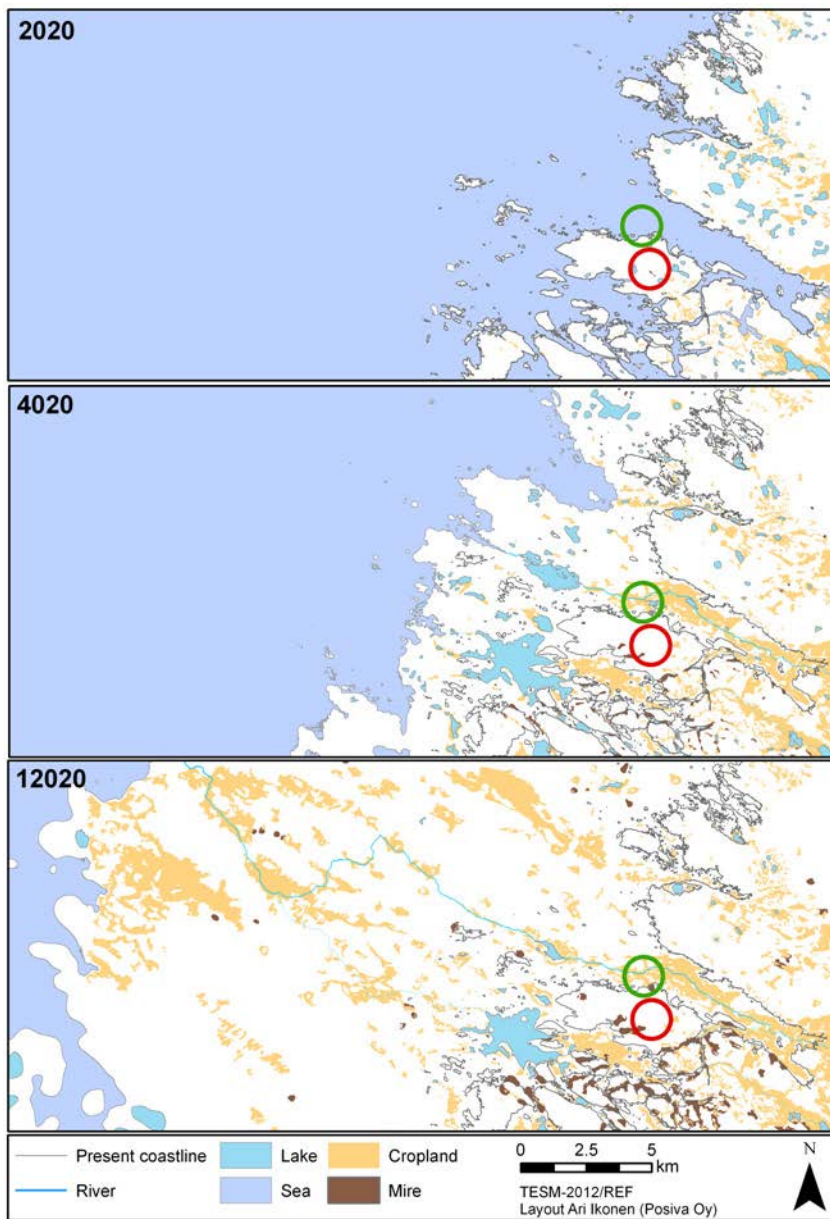 2020
4020
12020
Present coastline
Lake
Cropland
River
Sea
Mire
0 2.5 5
km
N
TESM-2012/REF
Layout Ari Ikonen (Posiva Oy)